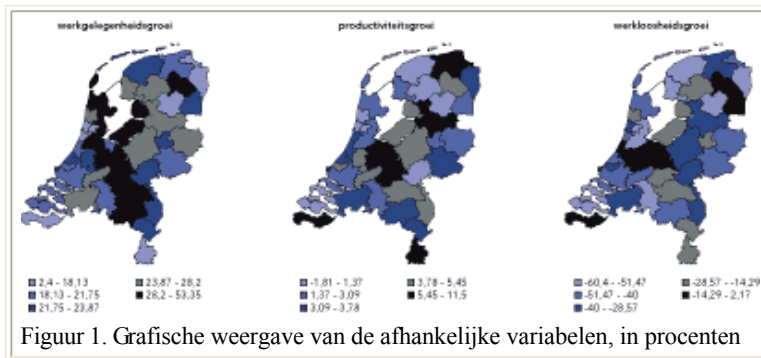 werkgelegenheidsgroei
productiviteitsgroei
werkloosheidsgroei
2,4 - 18,13
18,13 - 21,75
21,75 - 23,87
23,87 - 28,2
28,2 - 53,35
-1,81 - 1,37
1,37 - 3,09
3,09 - 3,78
3,78 - 5,45
5,45 - 11,5
-60,4 - -51,47
-51,47 - -40
-40 - -28,57
-28,57 - -14,29
-14,29 - 2,17
Figuur 1. Grafische weergave van de afhankelijke variabelen, in procenten